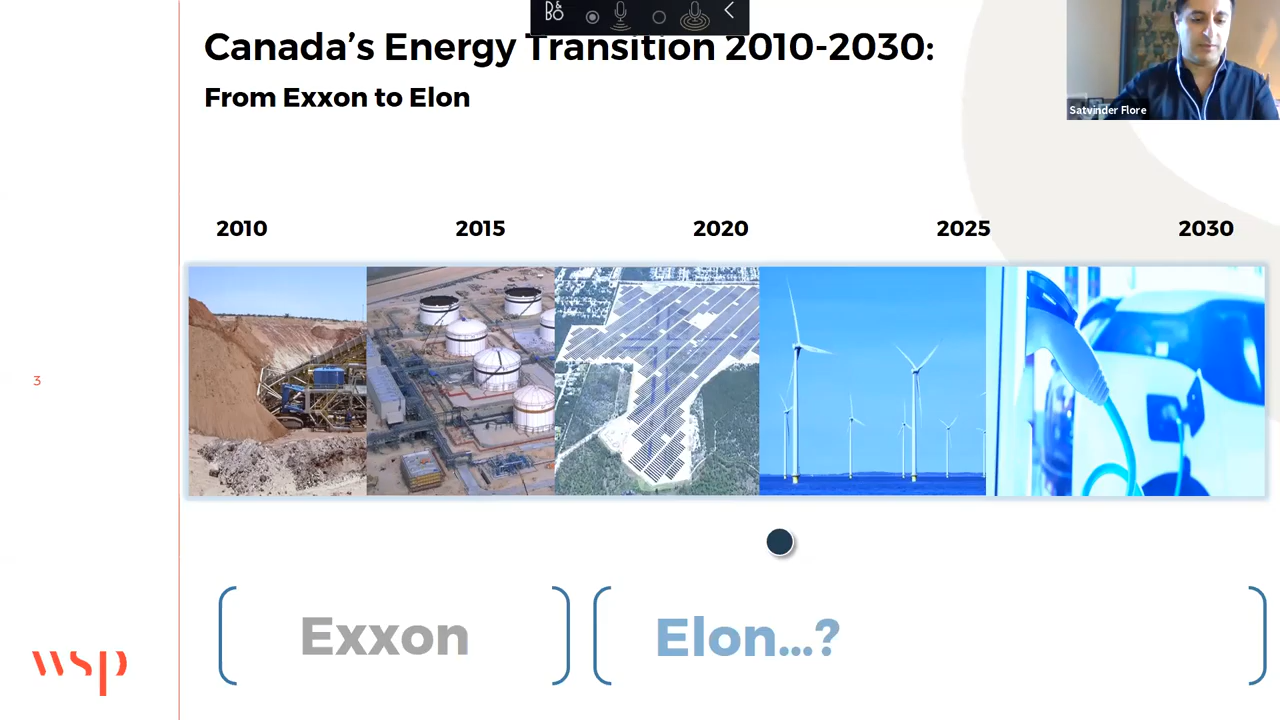 B&O
Canada’s Energy Transition 2010-2030:
From Exxon to Elon
Satvinder Flore
2010 2015 2020 2025 2030
3
Exxon Elon...?
wsp